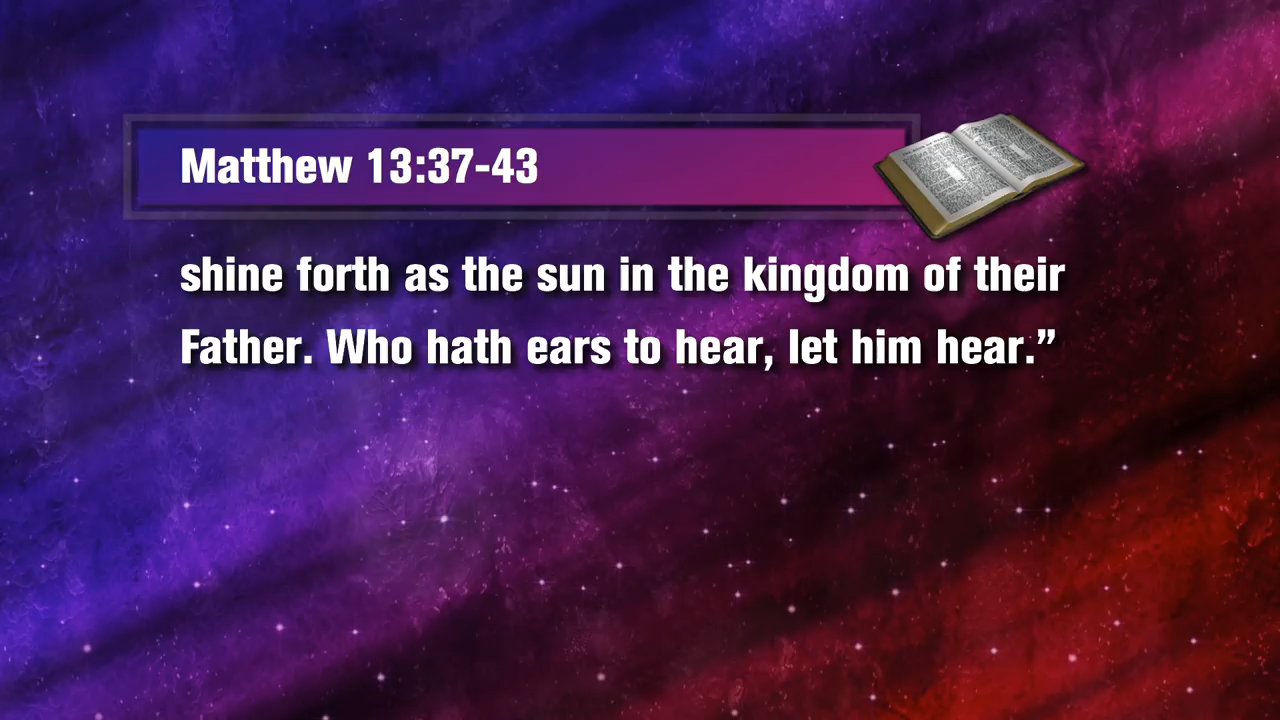 Matthew 13:37-43
shine forth as the sun in the kingdom of their
Father. Who hath ears to hear, let him hear.”